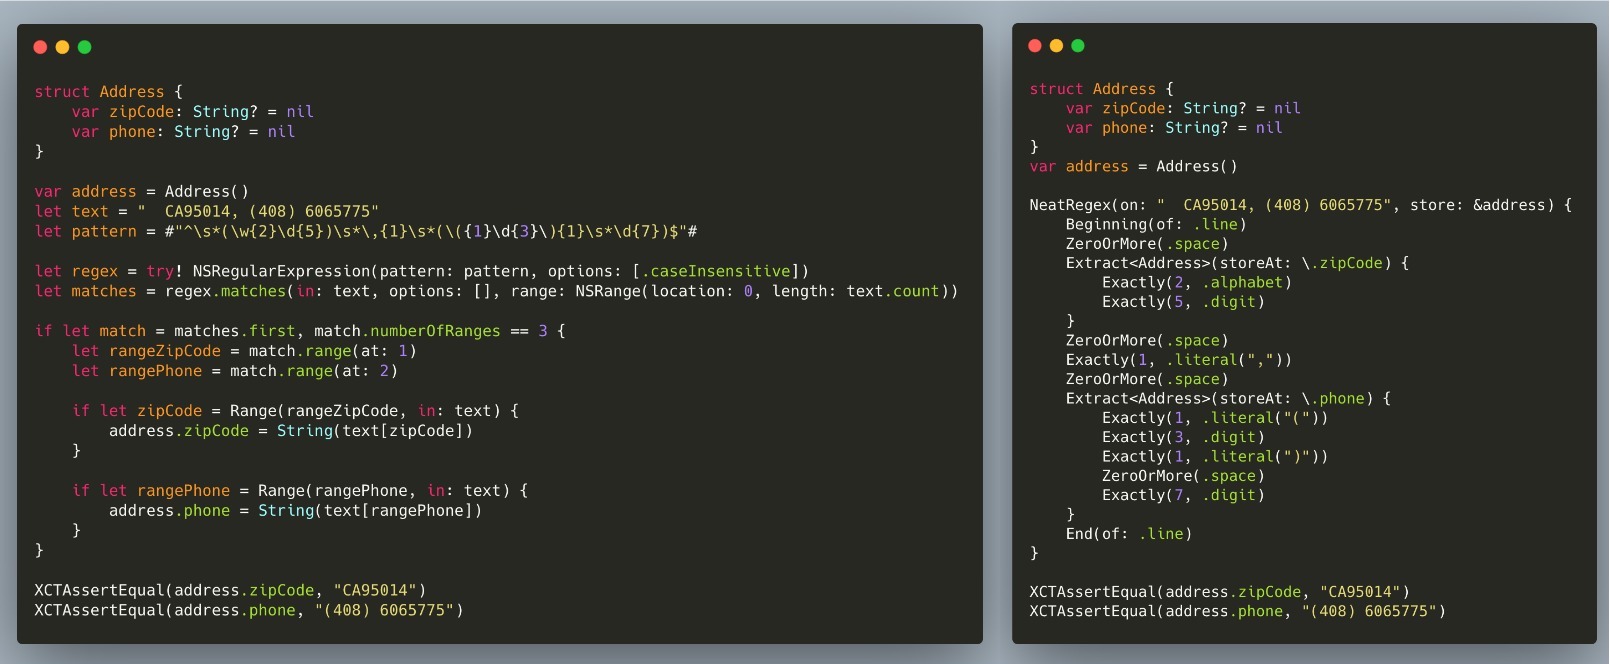 struct Address {
    var zipCode: String? = nil
    var phone: String? = nil
}
var address = Address()
let text = "  CA95014, (408) 6065775"
let pattern = #"^\s*(\w{2}\d{5})\s*\,{1}\s*(\({1}\d{3}\){1}\s*\d{7})$"#
let regex = try! NSRegularExpression(pattern: pattern, options: [.caseInsensitive])
let matches = regex.matches(in: text, options: [], range: NSRange(location: 0, length: text.count))
if let match = matches.first, match.numberOfRanges == 3 {
    let rangeZipCode = match.range(at: 1)
    let rangePhone = match.range(at: 2)
    if let zipCode = Range(rangeZipCode, in: text) {
        address.zipCode = String(text[zipCode])
    }
    if let rangePhone = Range(rangePhone, in: text) {
        address.phone = String(text[rangePhone])
    }
}
XCTAssertEqual(address.zipCode, "CA95014")
XCTAssertEqual(address.phone, "(408) 6065775")
struct Address {
    var zipCode: String? = nil
    var phone: String? = nil
}
var address = Address()
NeatRegex(on: "  CA95014, (408) 6065775", store: &address) {
    Beginning(of: .line)
    ZeroOrMore(.space)
    Extract<Address>(storeAt: \.zipCode) {
        Exactly(2, .alphabet)
        Exactly(5, .digit)
    }
    ZeroOrMore(.space)
    Exactly(1, .literal(","))
    ZeroOrMore(.space)
    Extract<Address>(storeAt: \.phone) {
        Exactly(1, .literal("("))
        Exactly(3, .digit)
        Exactly(1, .literal(")"))
        ZeroOrMore(.space)
        Exactly(7, .digit)
    }
    End(of: .line)
}
XCTAssertEqual(address.zipCode, "CA95014")
XCTAssertEqual(address.phone, "(408) 6065775")